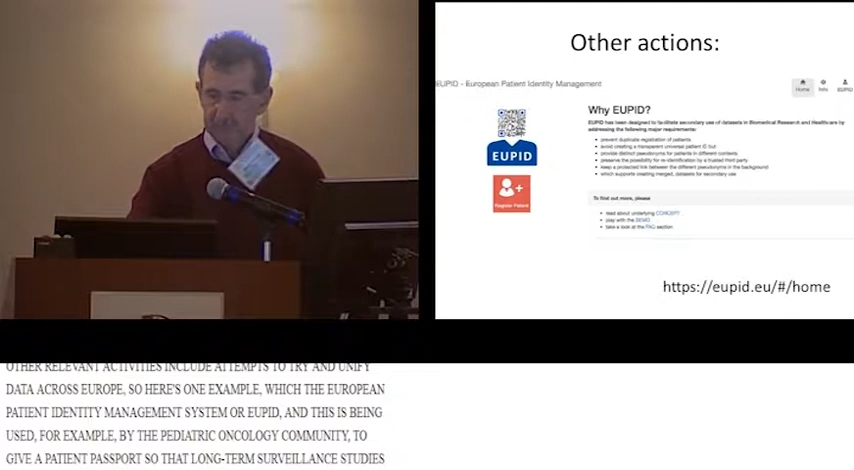 Other actions:
EUPID - European Patient Identity Management
Home
Info
EUPID
Why EUPID?
EUPID has been designed to facilitate secondary use of datasets in Biomedical Research and Healthcare by
addressing the following major requirements:
prevent duplicate registration of patients
avoid creating a transparent universal patient ID but
provide distinct pseudonyms for patients in different contexts
preserve the possibility for re-identification by a trusted third party
keep a protected link between the different pseudonyms in the background
which supports creating merged, datasets for secondary use
EUPID
Register Patient
To find out more, please
read about underlying
play with the DEMO
take a look at the FAQ section
https://eupid.eu/#/home
OTHER RELEVANT ACTIVITIES INCLUDE ATTEMPTS TO TRY AND UNIFY
DATA ACROSS EUROPE, SO HERE'S ONE EXAMPLE, WHICH THE EUROPEAN
PATIENT IDENTITY MANAGEMENT SYSTEM OR EUPID, AND THIS IS BEING
USED, FOR EXAMPLE, BY THE PEDIATRIC ONCOLOGY COMMUNITY, TO
GIVE A PATIENT PASSPORT SO THAT LONG-TERM SURVEILLANCE STUDIES